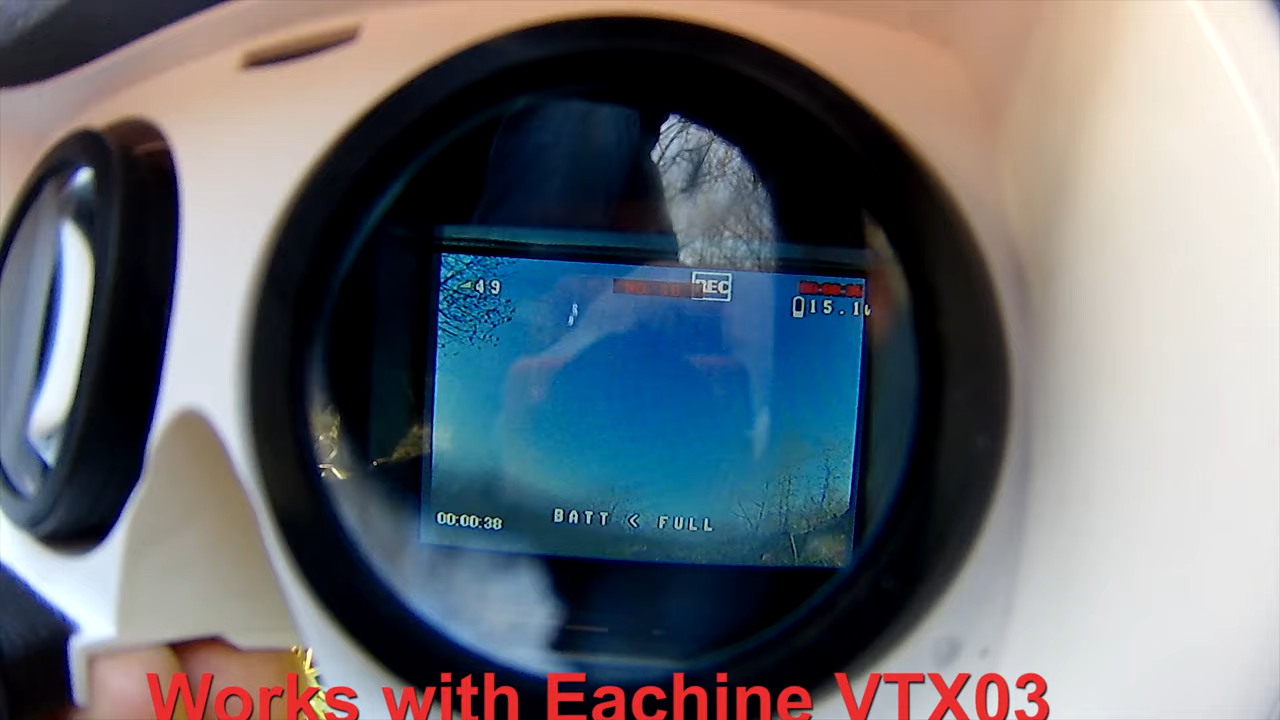 49
REC
15.1
00:00:38
BATT < FULL
Works with Eachine VTX03